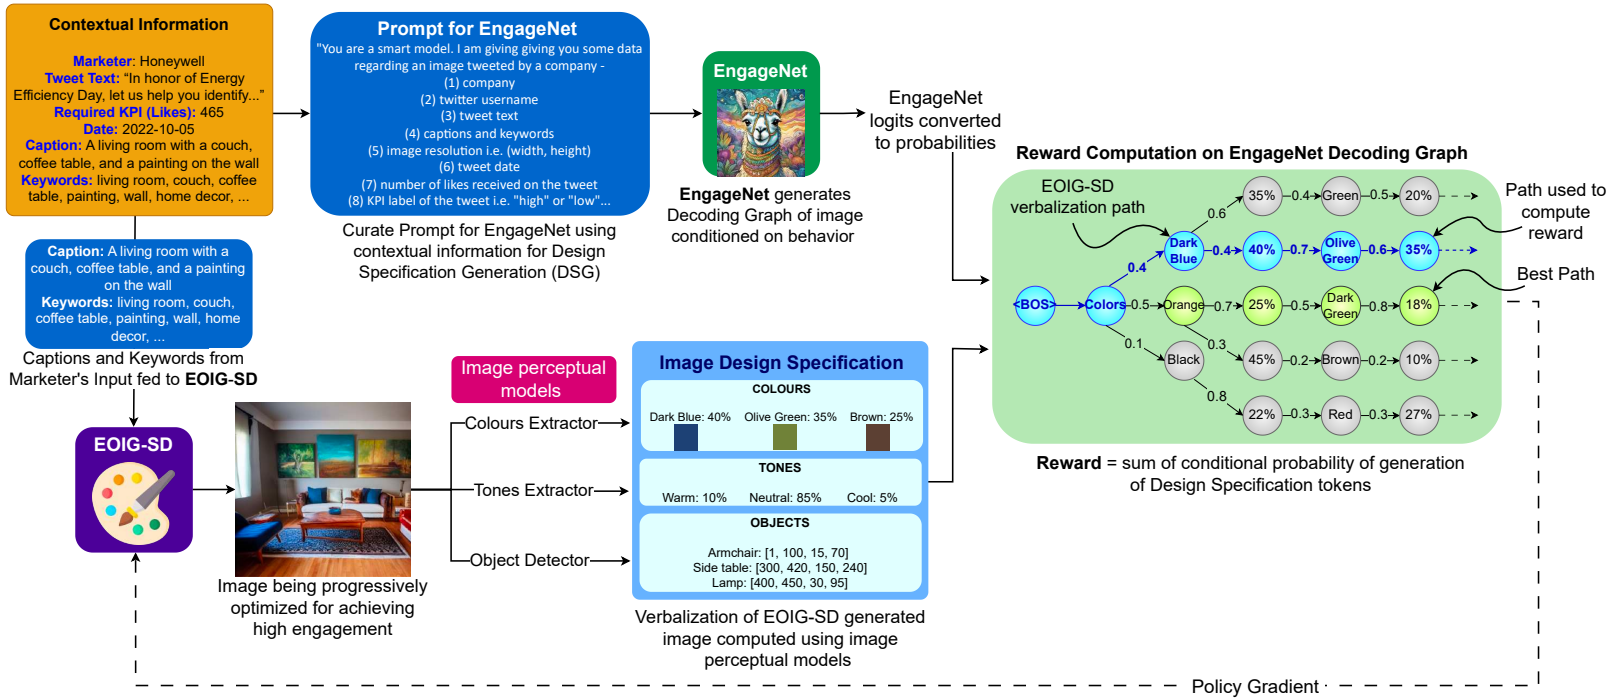 Contextual Information
Marketer: Honeywell
Tweet Text: “In honor of Energy
Efficiency Day, let us help you identify...”
Required KPI (Likes): 465
Date: 2022-10-05
Caption: A living room with a couch,
coffee table, and a painting on the wall
Keywords: living room, couch, coffee
table, painting, wall, home decor, ...
Caption: A living room with a
couch, coffee table, and a painting
on the wall
Keywords: living room, couch,
coffee table, painting, wall, home
decor, ...
Captions and Keywords from
Marketer's Input fed to EOIG-SD
EOIG-SD
Prompt for EngageNet
"You are a smart model. I am giving giving you some data
regarding an image tweeted by a company -
(1) company
(2) twitter username
(3) tweet text
(4) captions and keywords
(5) image resolution i.e. (width, height)
(6) tweet date
(7) number of likes received on the tweet
(8) KPI label of the tweet i.e. "high" or "low"...
Curate Prompt for EngageNet using
contextual information for Design
Specification Generation (DSG)
EngageNet
EngageNet generates
Decoding Graph of image
conditioned on behavior
EngageNet
logits converted
to probabilities
Image being progressively
optimized for achieving
high engagement
Image perceptual
models
Colours Extractor
Tones Extractor
Object Detector
Image Design Specification
COLOURS
Dark Blue: 40% Olive Green: 35% Brown: 25%
TONES
Warm: 10% Neutral: 85% Cool: 5%
OBJECTS
Armchair: [1, 100, 15, 70]
Side table: [300, 420, 150, 240]
Lamp: [400, 450, 30, 95]
Verbalization of EOIG-SD generated
image computed using image
perceptual models
Reward Computation on EngageNet Decoding Graph
EOIG-SD
verbalization path
Path used to
compute
reward
Best Path
0.6 35% 0.4 Green 0.5 20%
0.4 Dark Blue 0.4 40% 0.7 Olive Green 0.6 35%
<BOS> Colors 0.5 Orange 0.7 25% 0.5 Dark Green 0.8 18%
0.1 Black 0.3 45% 0.2 Brown 0.2 10%
0.8 22% 0.3 Red 0.3 27%
Reward = sum of conditional probability of generation
of Design Specification tokens
Policy Gradient